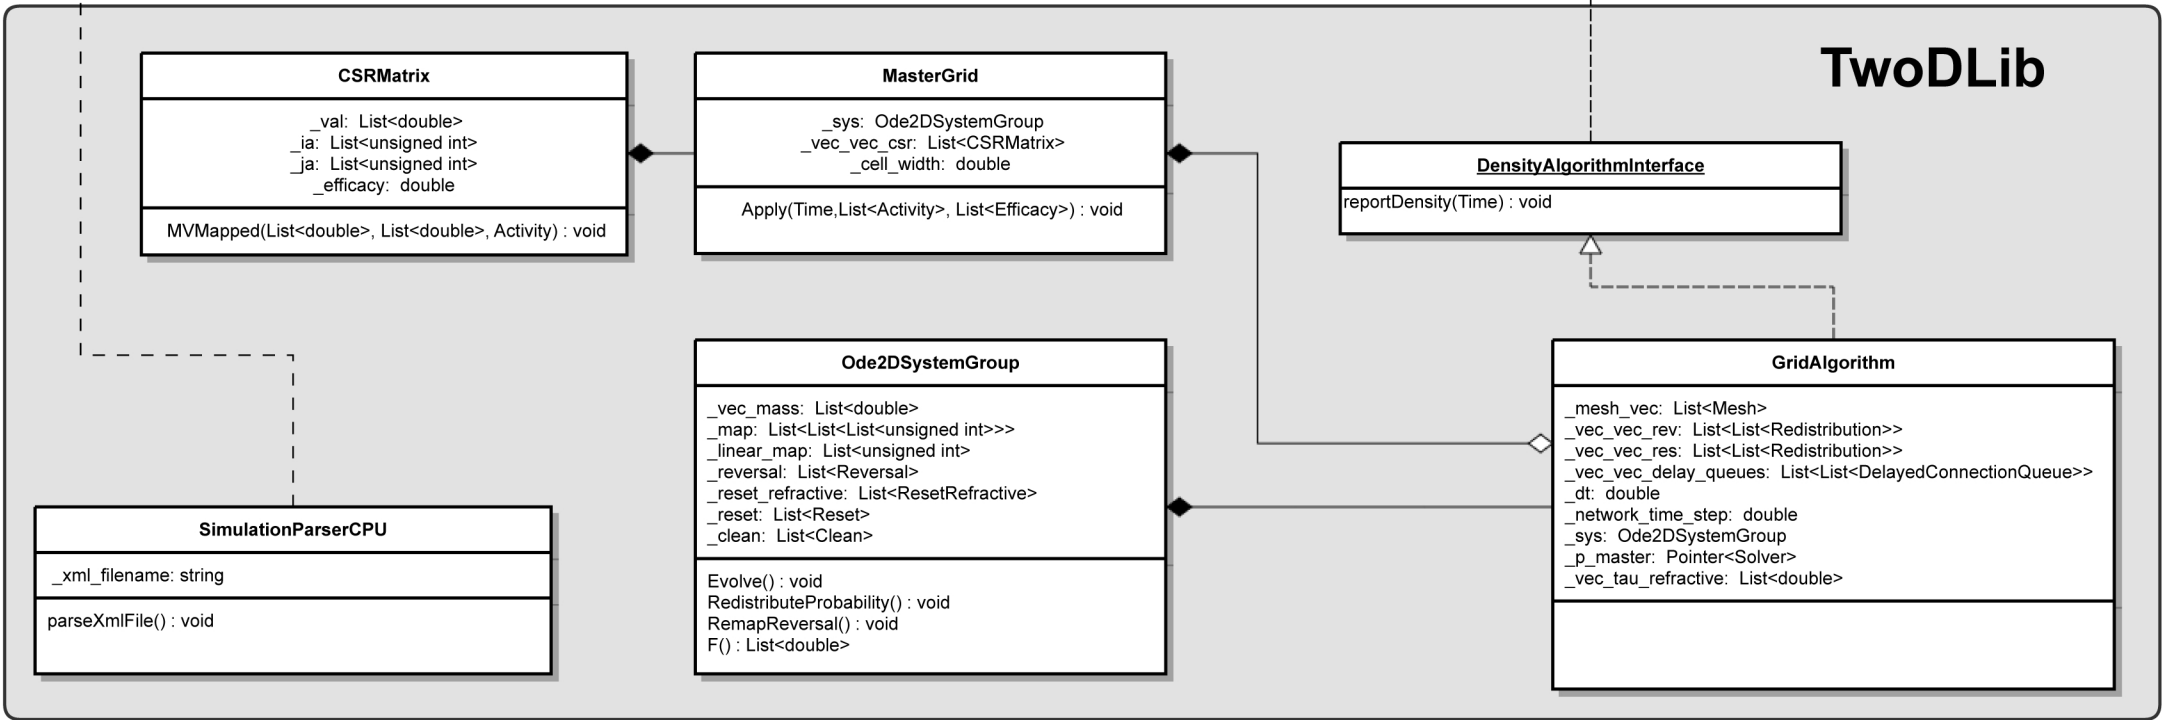 TwoDLib
CSRMatrix
_val: List<double>
_ia: List<unsigned int>
_ja: List<unsigned int>
_efficacy: double
MVMapped(List<double>, List<double>, Activity) : void
MasterGrid
_sys: Ode2DSystemGroup
_vec_vec_csr: List<CSRMatrix>
_cell_width: double
Apply(Time,List<Activity>, List<Efficacy>) : void
DensityAlgorithmInterface
reportDensity(Time) : void
SimulationParserCPU
_xml_filename: string
parseXmlFile() : void
Ode2DSystemGroup
_vec_mass: List<double>
_map: List<List<List<unsigned int>>>
_linear_map: List<unsigned int>
_reversal: List<Reversal>
_reset_refractive: List<ResetRefractive>
_reset: List<Reset>
_clean: List<Clean>
Evolve() : void
RedistributeProbability() : void
RemapReversal() : void
F() : List<double>
GridAlgorithm
_mesh_vec: List<Mesh>
_vec_vec_rev: List<List<Redistribution>>
_vec_vec_res: List<List<Redistribution>>
_vec_vec_delay_queues: List<List<DelayedConnectionQueue>>
_dt: double
_network_time_step: double
_sys: Ode2DSystemGroup
_p_master: Pointer<Solver>
_vec_tau_refractive: List<double>